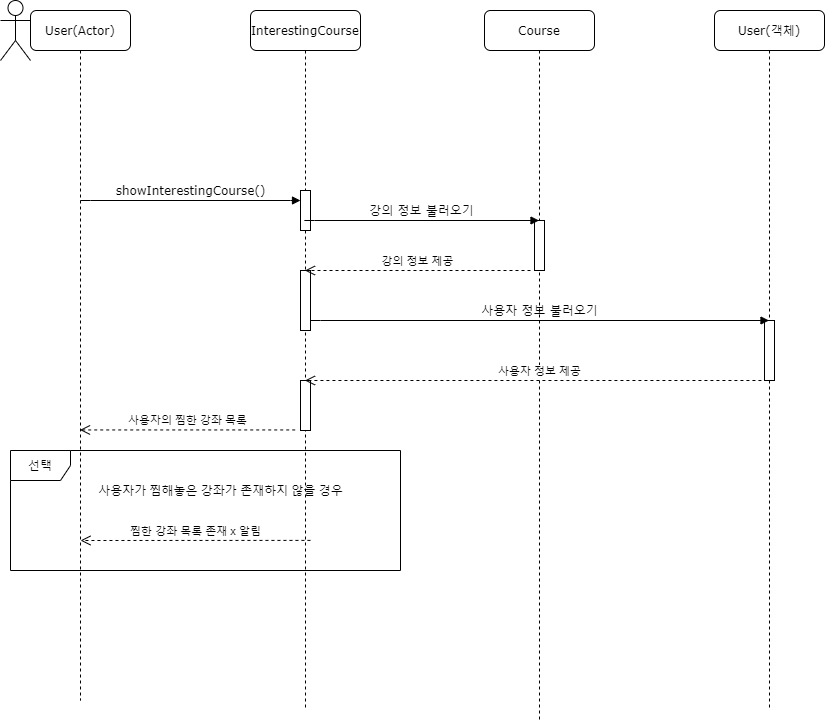 User(Actor)
InterestingCourse
Course
User(객체)
showInterestingCourse()
강의 정보 불러오기
강의 정보 제공
사용자 정보 불러오기
사용자 정보 제공
사용자의 찜한 강좌 목록
선택
사용자가 찜해놓은 강좌가 존재하지 않을 경우
찜한 강좌 목록 존재 x 알림